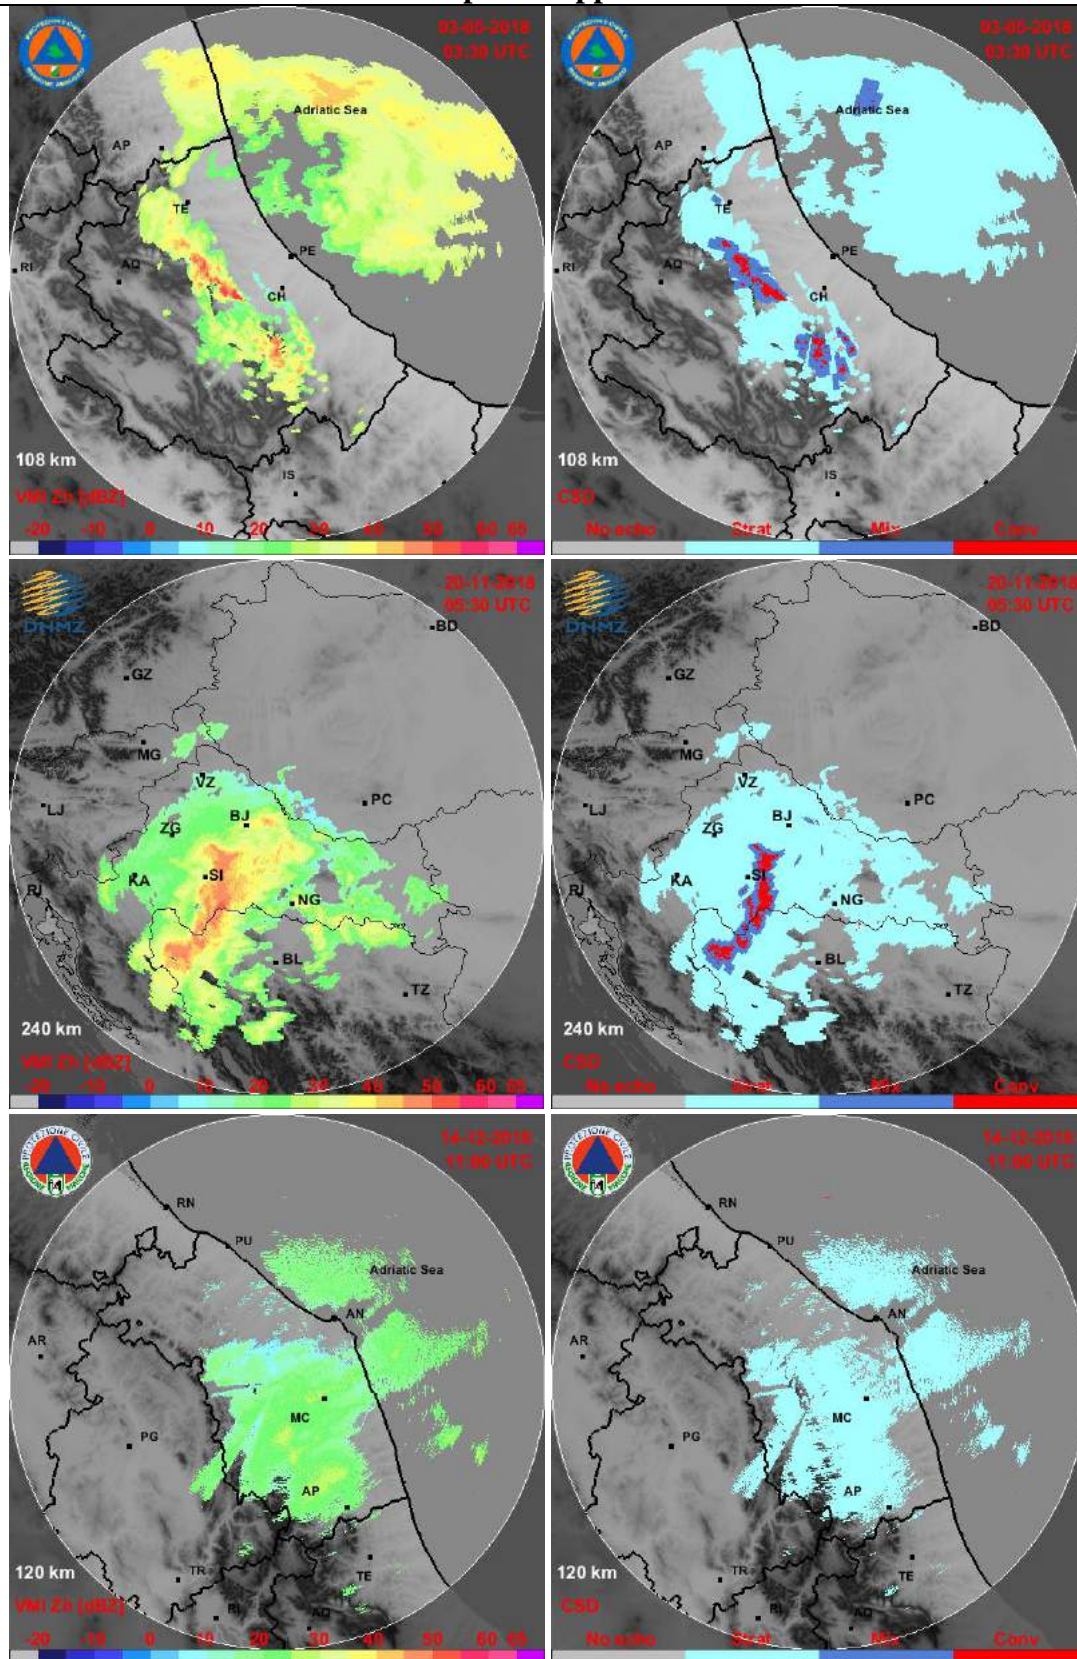 03-05-2018
03:30 UTC
Adriatic Sea
AP
TE
PE
RI
AQ
CH
108 km
IS
VMI Zh [dBZ]
-20 -10 0 10 20 30 40 50 60 65
03-05-2018
03:30 UTC
Adriatic Sea
AP
TE
PE
RI
AQ
CH
108 km
IS
CSD
No echo Strat Mix Conv
DHMZ
20-11-2018
05:30 UTC
BD
GZ
MG
VZ
LJ
PC
BJ
ZG
KA
SI
RI
NG
BL
TZ
240 km
VMI Zh [dBZ]
-20 -10 0 10 20 30 40 50 60 65
DHMZ
20-11-2018
05:30 UTC
BD
GZ
MG
VZ
LJ
PC
BJ
ZG
KA
SI
NG
BL
TZ
240 km
CSD
No echo Strat Mix Conv
11:00 UTC
RN
PU
Adriatic Sea
AN
AR
MC
PG
AP
120 km
TR
TE
VMI Zh [dBZ]
RI
AQ
-20 -10 0 10 20 30 40 50 60 65
11:00 UTC
RN
PU
Adriatic Sea
AN
AR
MC
PG
AP
120 km
TR
TE
CSD
RI
AQ
No echo Strat Mix Conv